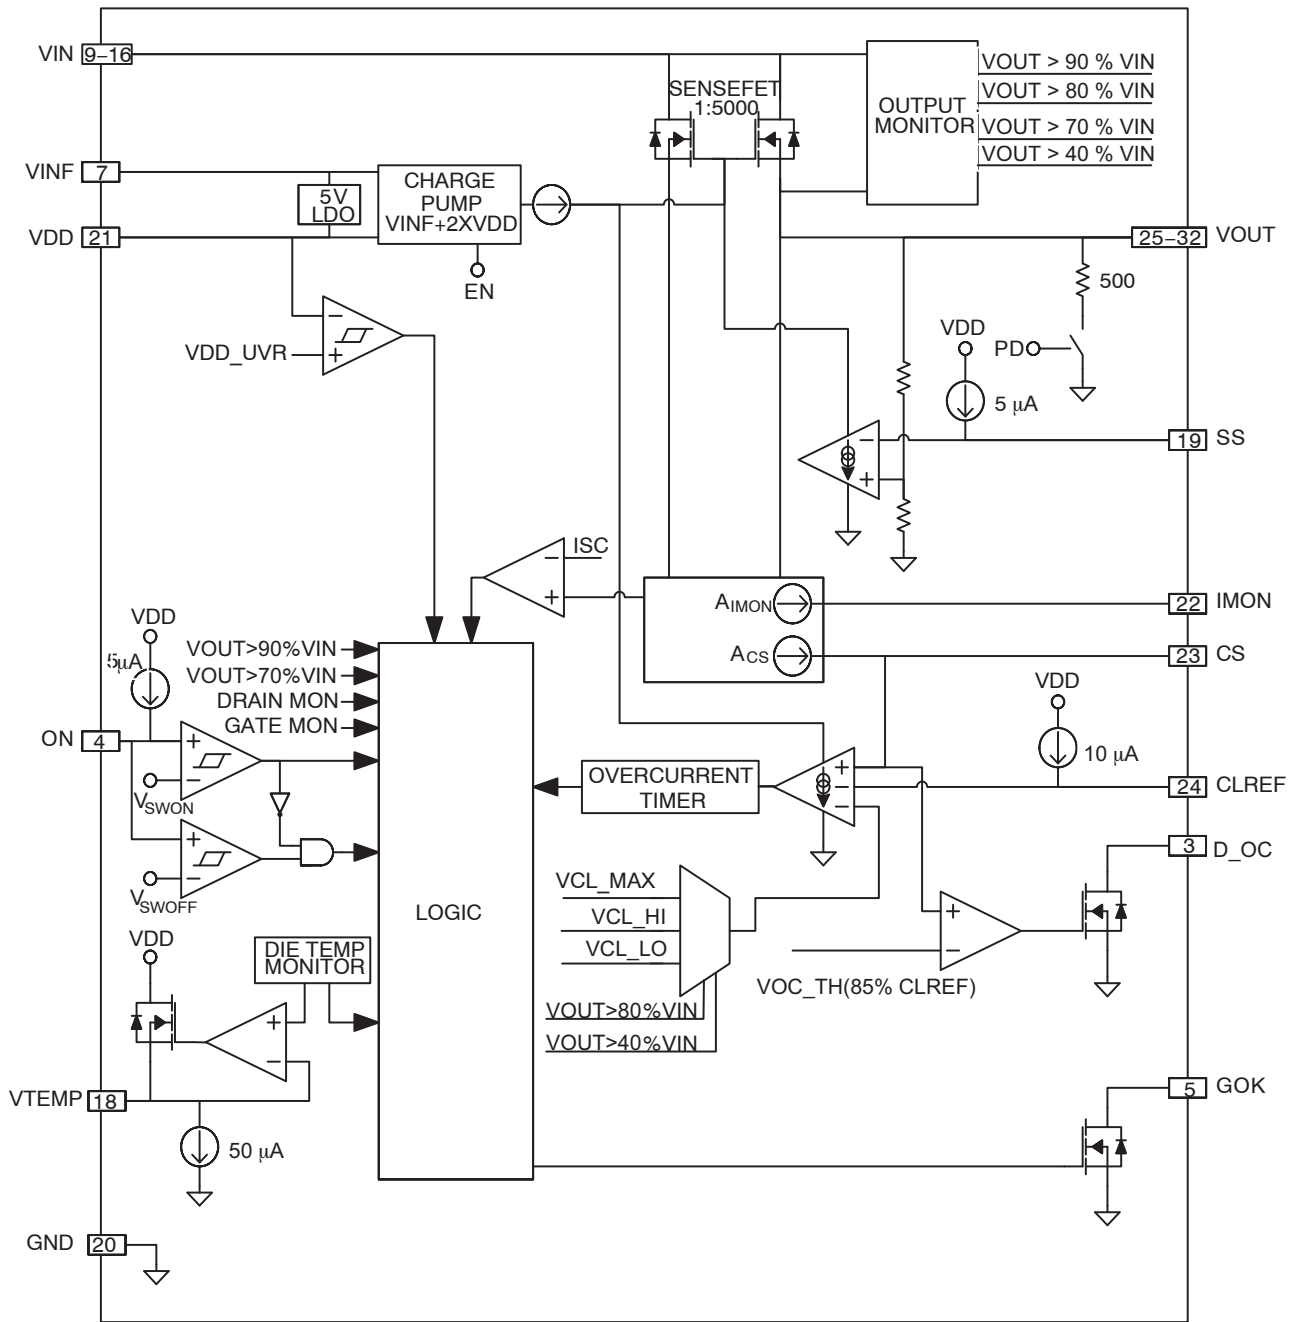 VIN 9–16
SENSEFET
1:5000
OUTPUT
MONITOR
VOUT > 90 % VIN
VOUT > 80 % VIN
VOUT > 70 % VIN
VOUT > 40 % VIN
VINF 7
5V
LDO
CHARGE
PUMP
VINF+2XVDD
VDD 21
EN
25–32 VOUT
500
VDD
PD
5 μA
VDD_UVR
−
+
19 SS
−
+
ISC
−
+
AIMON
22 IMON
ACS
23 CS
VDD
5μA
VOUT>90%VIN
VOUT>70%VIN
DRAIN MON
GATE MON
VDD
10 μA
ON 4
+
−
VSWON
OVERCURRENT
TIMER
+
−
−
24 CLREF
+
−
VSWOFF
3 D_OC
LOGIC
VCL_MAX
VCL_HI
VCL_LO
+
−
VOC_TH(85% CLREF)
VOUT>80%VIN
VOUT>40%VIN
VDD
DIE TEMP
MONITOR
+
−
VTEMP 18
50 μA
5 GOK
GND 20